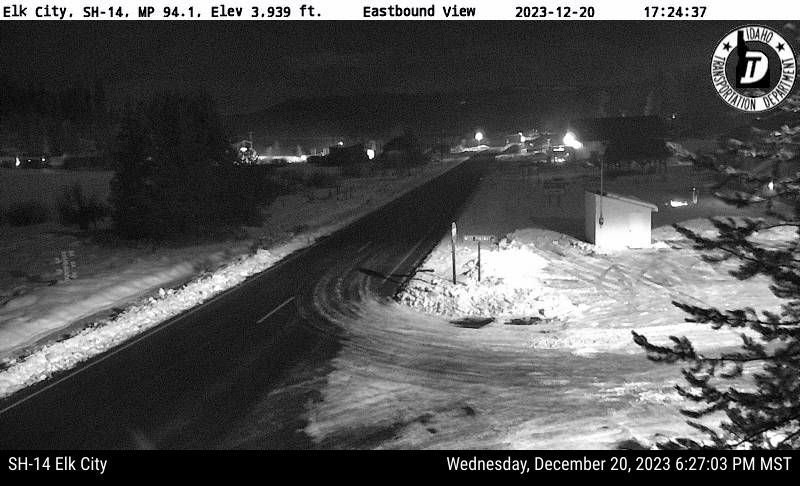 Elk City, SH-14, MP 94.1, Elev 3,939 ft. Eastbound View 2023-12-20 17:24:37
IDAHO
TRANSPORTATION DEPARTMENT
SH-14 Elk City Wednesday, December 20, 2023 6:27:03 PM MST